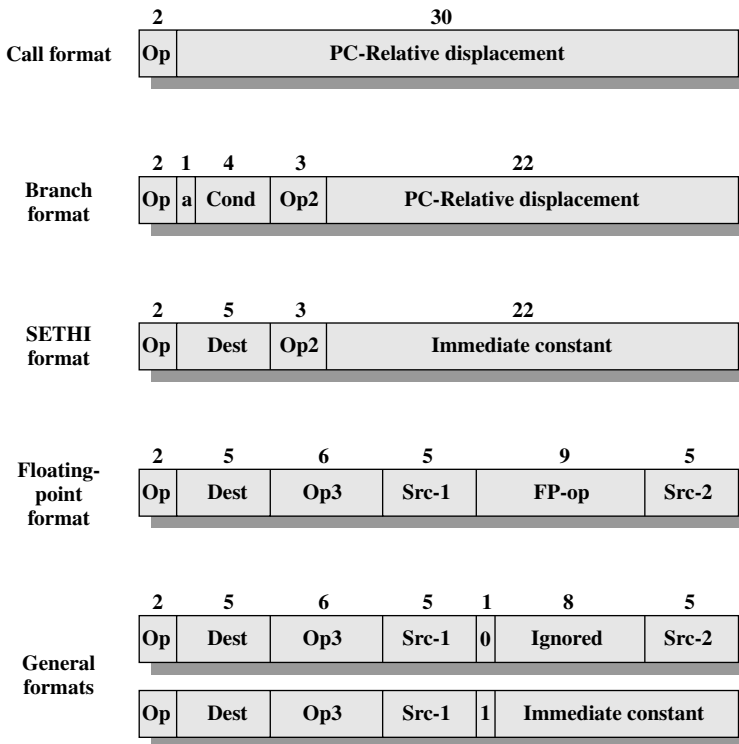 2 30
Call format Op PC-Relative displacement
2 1 4 3 22
Branch
format
Op a Cond Op2 PC-Relative displacement
2 5 3 22
SETHI
format
Op Dest Op2 Immediate constant
2 5 6 5 9 5
Floating-
point
format
Op Dest Op3 Src-1 FP-op Src-2
2 5 6 5 1 8 5
Op Dest Op3 Src-1 0 Ignored Src-2
General
formats
Op Dest Op3 Src-1 1 Immediate constant